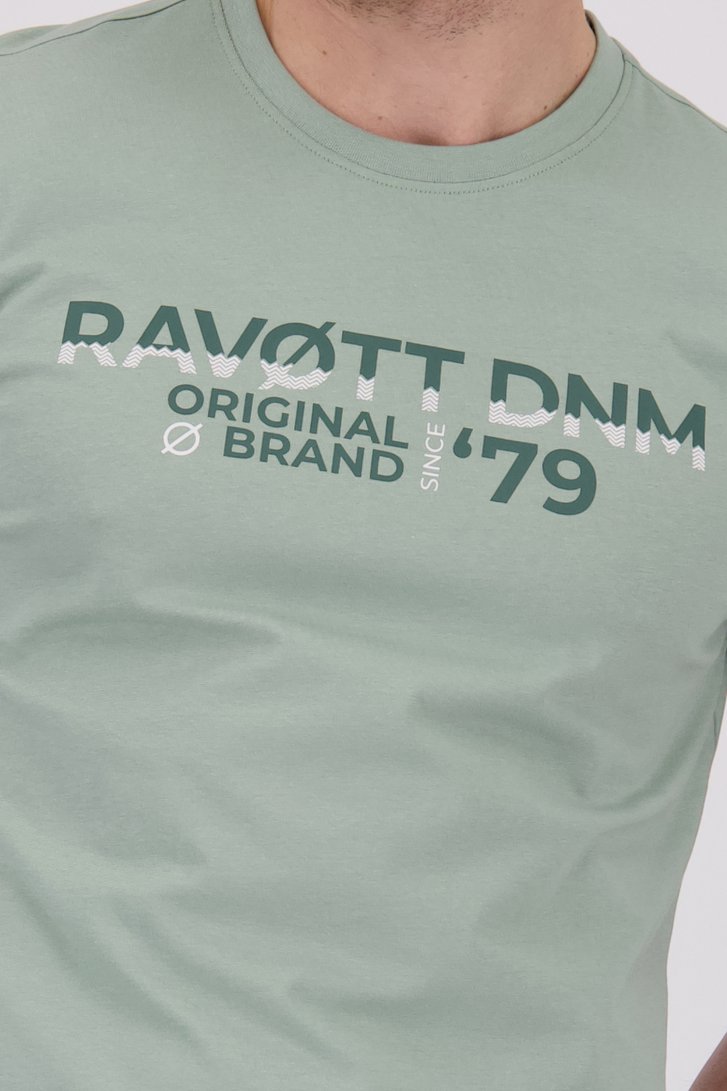 RAVØTT DNM
ORIGINAL
Ø BRAND
SINCE
‘79